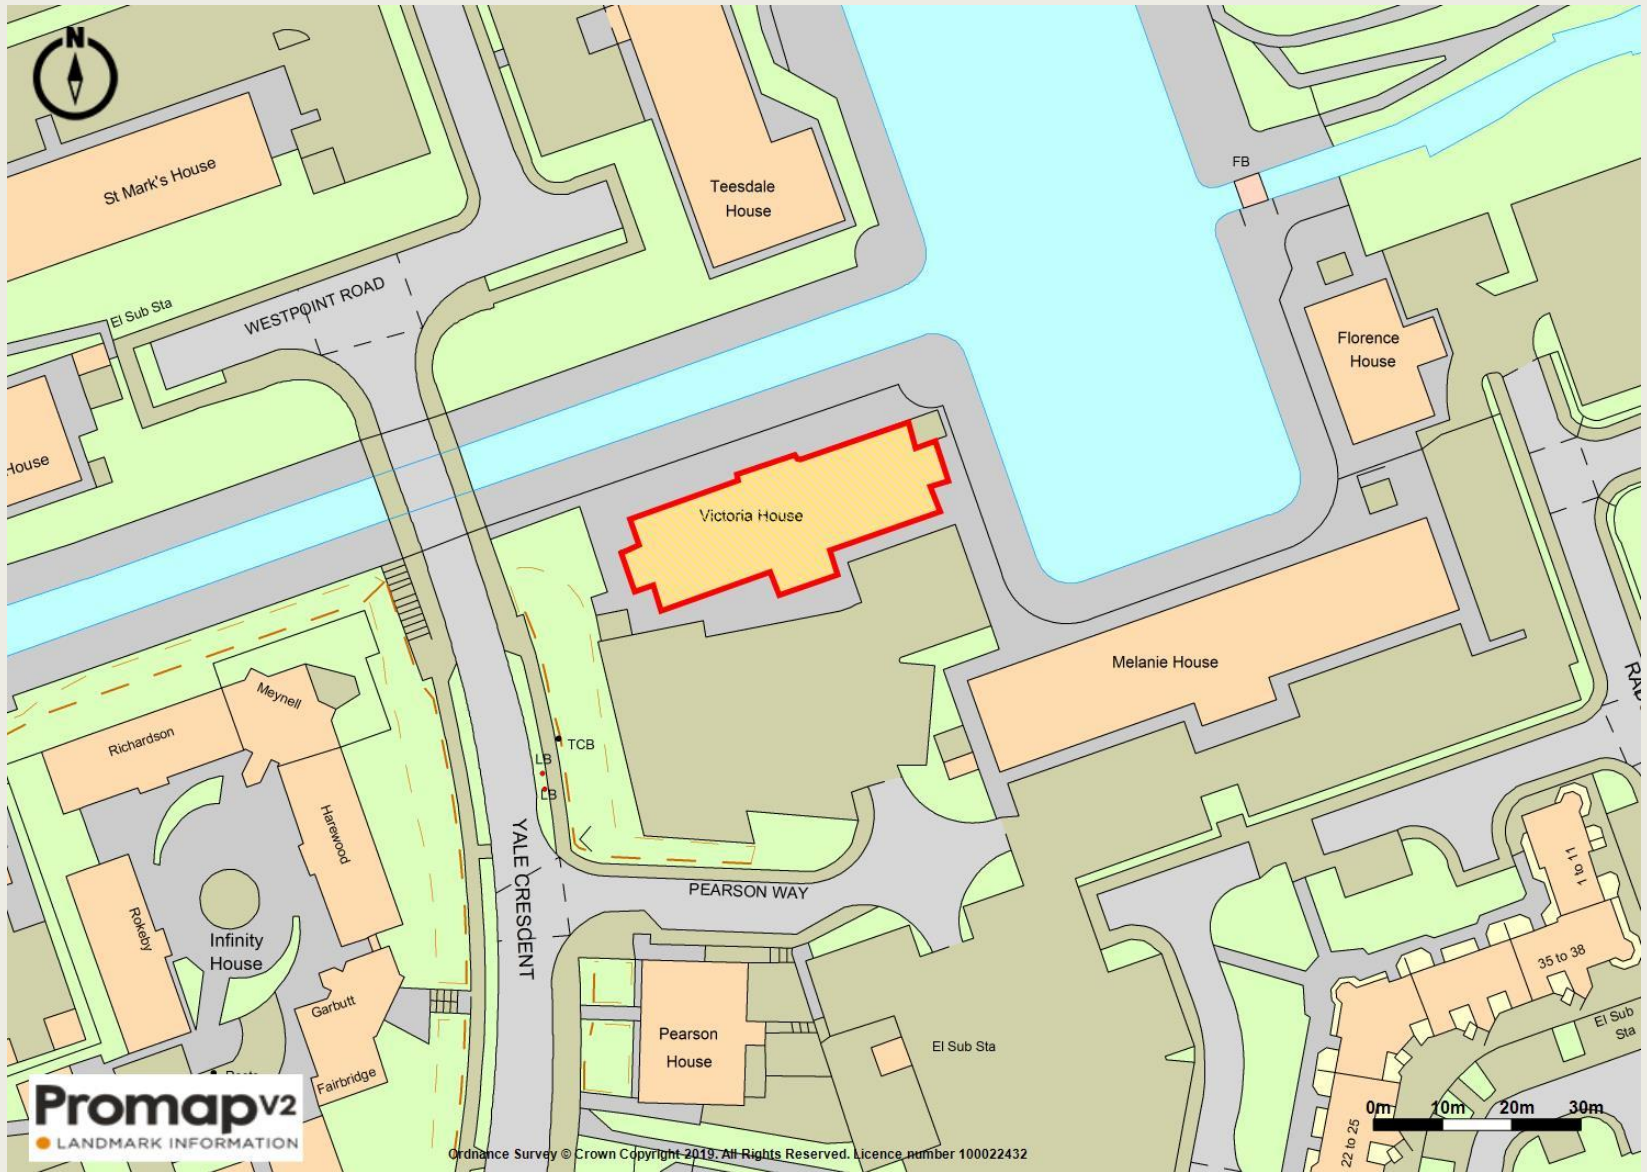 N
St Mark's House
Teesdale
House
FB
El Sub Sta
WESTPOINT ROAD
Florence
House
House
Victoria House
Melanie House
Meynell
Richardson
TCB
LB
LB
Harewood
YALE CRESCENT
PEARSON WAY
1 to 11
Rokeby
Infinity
House
35 to 38
Garbutt
Pearson
House
El Sub Sta
El Sub
Sta
Fairbridge
22 to 25
Promap V2
LANDMARK INFORMATION
0m 10m 20m 30m
Ordnance Survey © Crown Copyright 2019. All Rights Reserved. Licence number 100022432